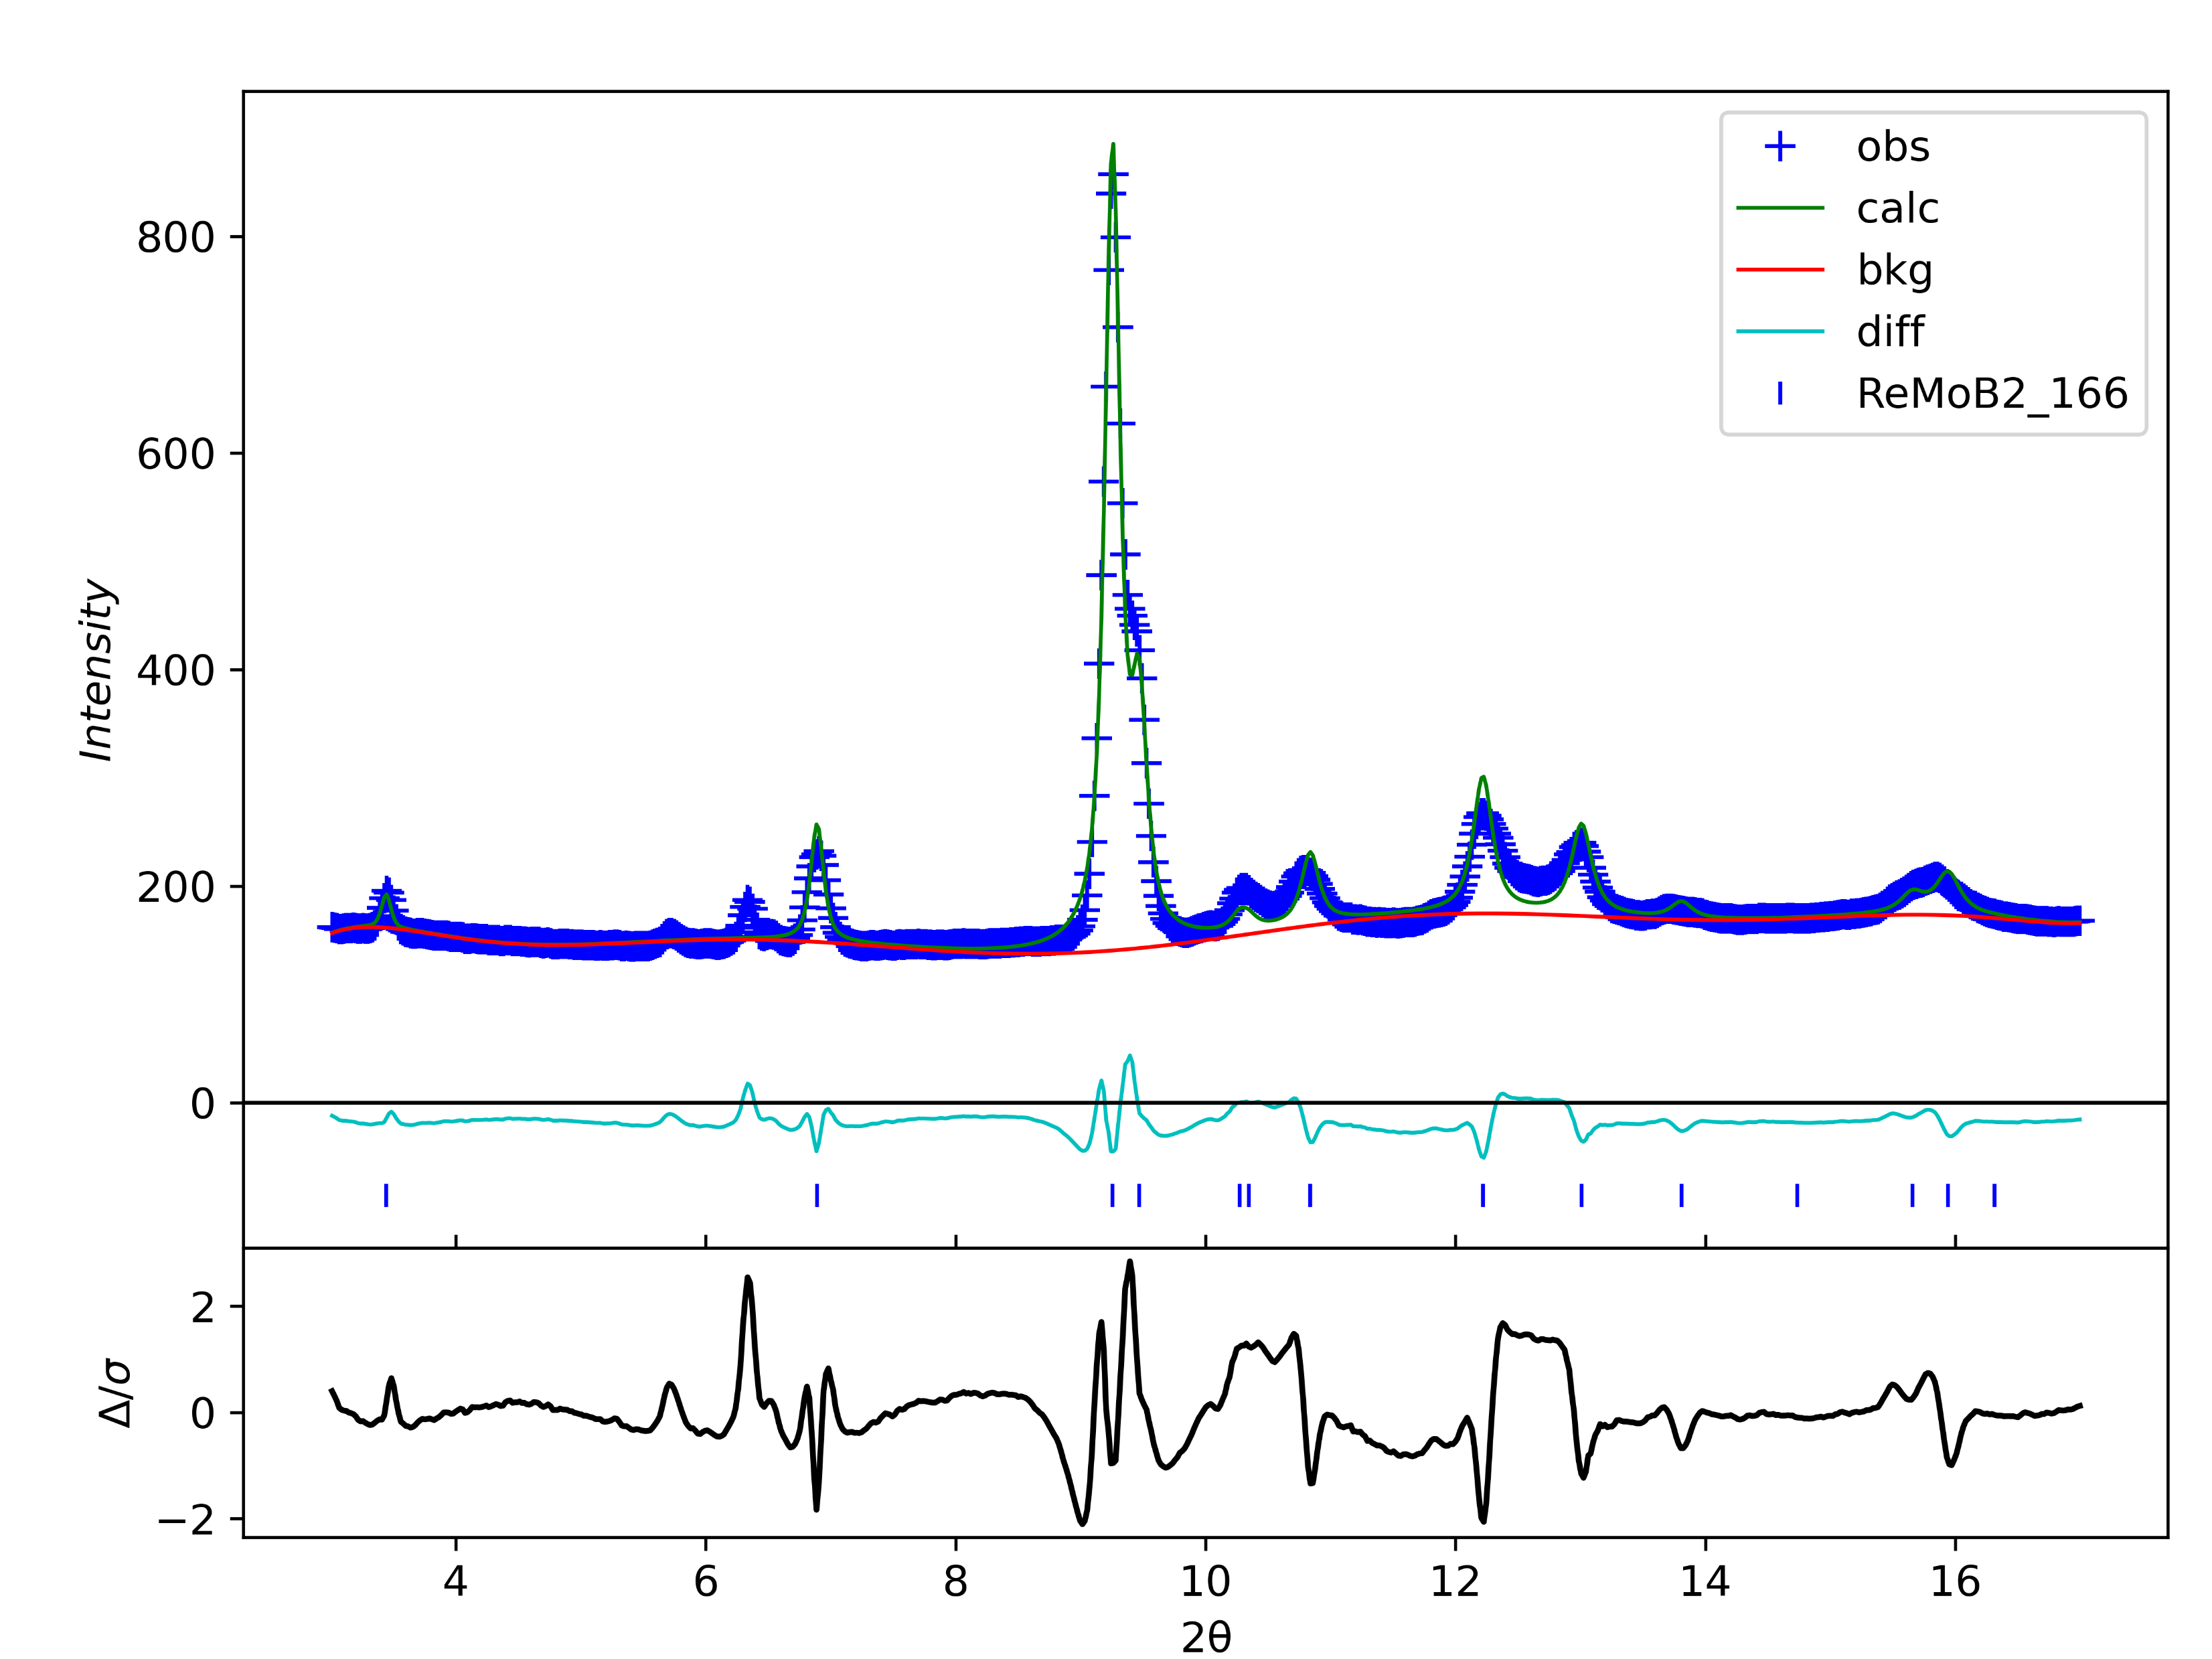 obs
calc
bkg
diff
ReMoB2_166
800
600
400
200
0
Intensity
2
0
−2
Δ/σ
4 6 8 10 12 14 16
2θ